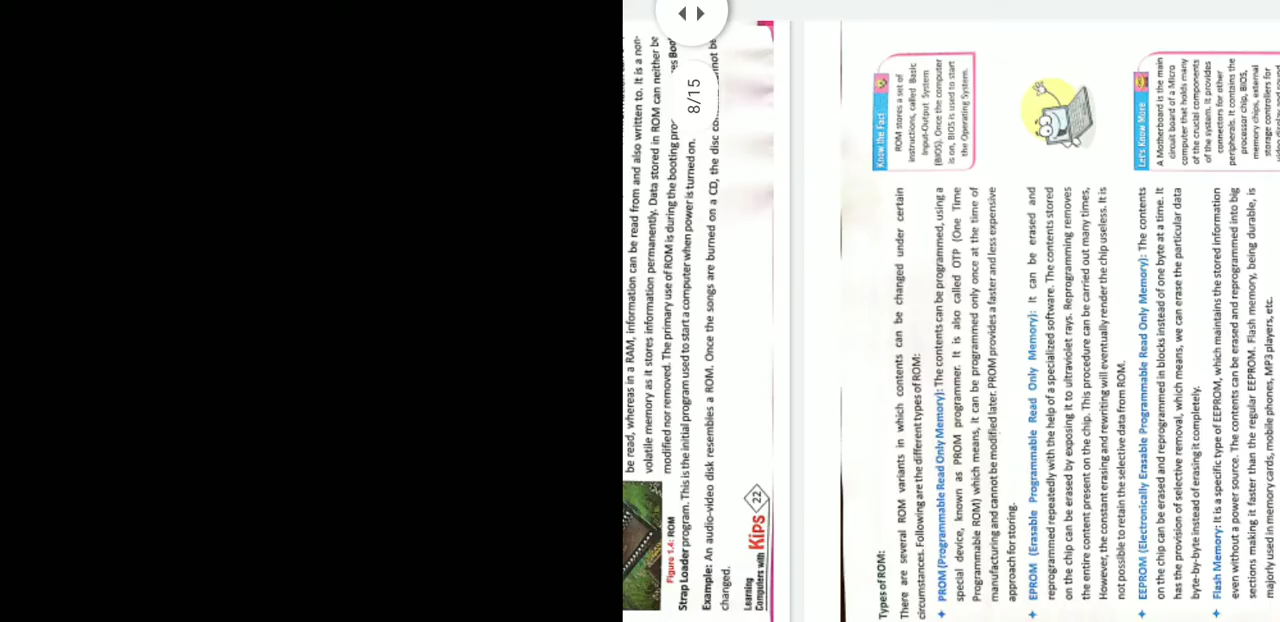 be read, whereas in a RAM, information can be read from and also written to. It is a non-
volatile memory as it stores information permanently. Data stored in ROM can neither be
modified nor removed. The primary use of ROM is during the booting
Figure 1.4: ROM
Strap Loader program. This is the initial program used to start a computer when power is turned on.
Example: An audio-video disk resembles a ROM. Once the songs are burned on a CD, the disc
changed.
Learning
Computers with KIPS 22
8/15
Types of ROM:
There are several ROM variants in which contents can be changed under certain
circumstances. Following are the different types of ROM:
PROM (Programmable Read Only Memory): The contents can be programmed, using a
special device, known as PROM programmer. It is also called OTP (One Time
Programmable ROM) which means, it can be programmed only once at the time of
manufacturing and cannot be modified later. PROM provides a faster and less expensive
approach for storing.
EPROM (Erasable Programmable Read Only Memory): It can be erased and
reprogrammed repeatedly with the help of a specialized software. The contents stored
on the chip can be erased by exposing it to ultraviolet rays. Reprogramming removes
the entire content present on the chip. This procedure can be carried out many times,
However, the constant erasing and rewriting will eventually render the chip useless. It is
not possible to retain the selective data from ROM.
EEPROM (Electronically Erasable Programmable Read Only Memory): The contents
on the chip can be erased and reprogrammed in blocks instead of one byte at a time. It
has the provision of selective removal, which means, we can erase the particular data
byte-by-byte instead of erasing it completely.
Flash Memory: It is a specific type of EEPROM, which maintains the stored information
even without a power source. The contents can be erased and reprogrammed into big
sections making it faster than the regular EEPROM. Flash memory, being durable, is
majorly used in memory cards, mobile phones, MP3 players, etc.
Know the Fact
ROM stores a set of
instructions, called Basic
Input-Output System
(BIOS). Once the computer
is on, BIOS is used to start
the Operating System.
Let's Know More
A Motherboard is the main
circuit board of a Micro
computer that holds many
of the crucial components
of the system. It provides
connectors for other
peripherals. It contains the
processor chip, BIOS,
memory chips, external
storage controllers for